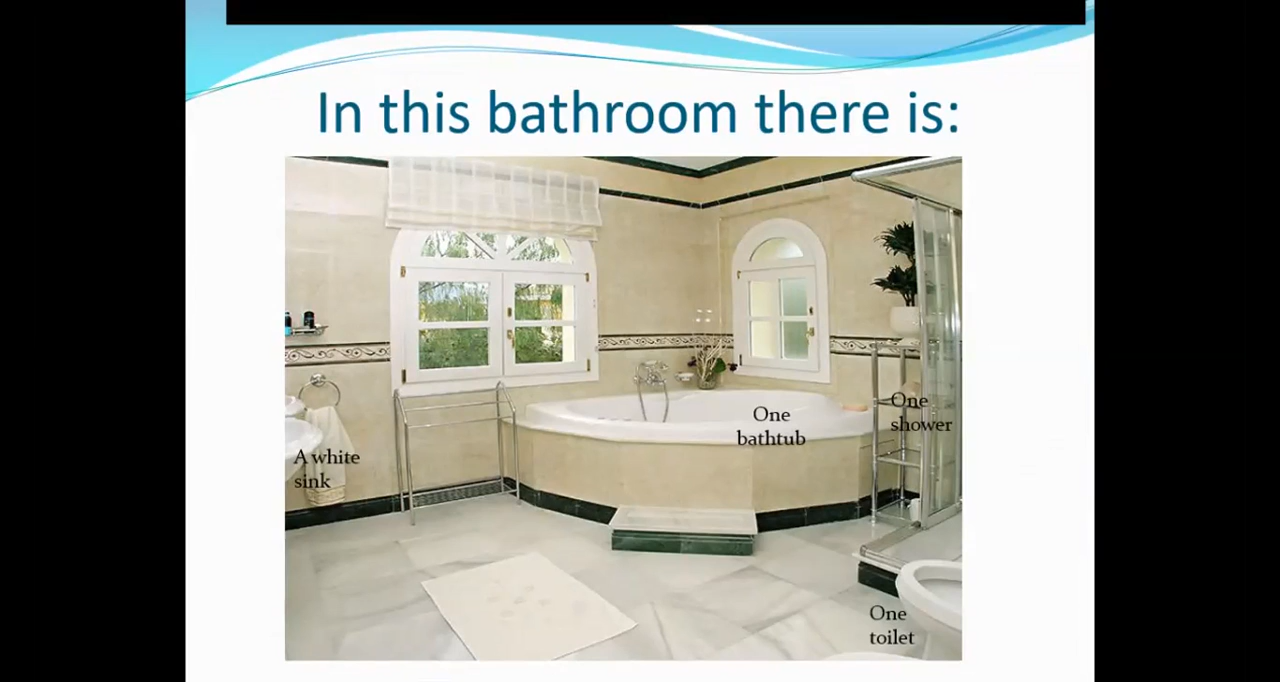 In this bathroom there is:
One
bathtub
One
shower
A white
sink
One
toilet